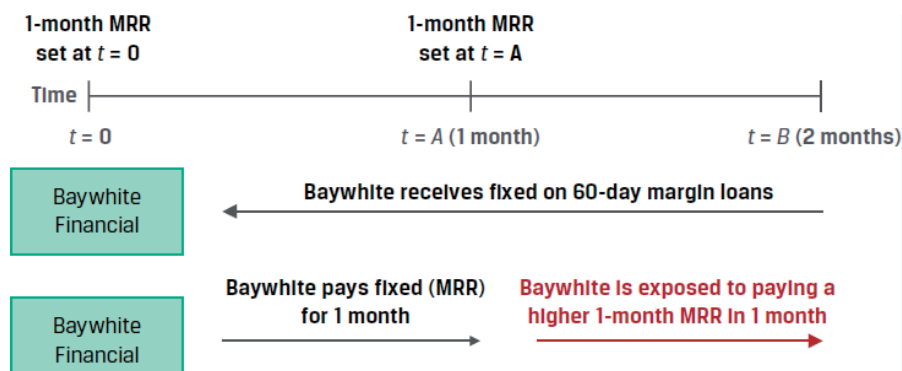 1-month MRR
set at t = 0
1-month MRR
set at t = A
Time
t = 0
t = A (1 month)
t = B (2 months)
Baywhite
Financial
Baywhite receives fixed on 60-day margin loans
Baywhite
Financial
Baywhite pays fixed (MRR)
for 1 month
Baywhite is exposed to paying a
higher 1-month MRR in 1 month